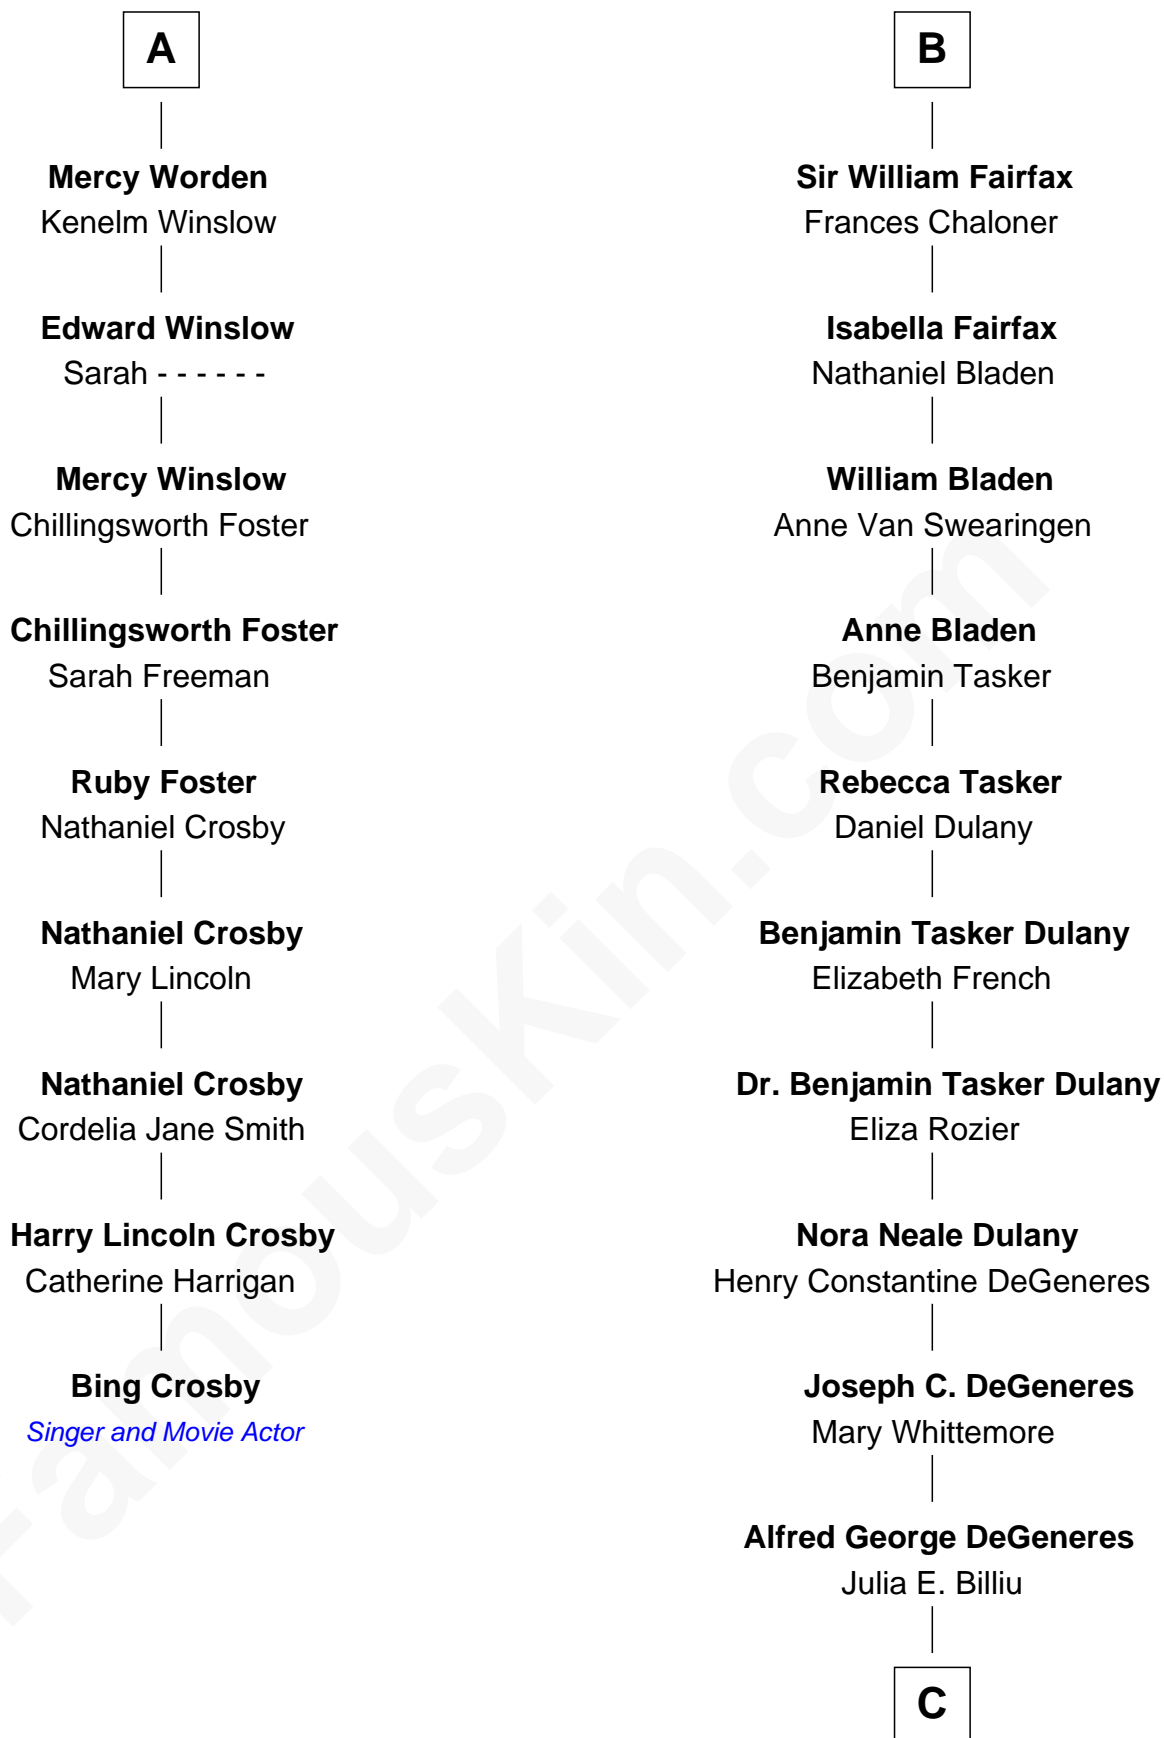 A
Mercy Worden
Kenelm Winslow
Edward Winslow
Sarah - - - - - -
Mercy Winslow
Chillingsworth Foster
Chillingsworth Foster
Sarah Freeman
Ruby Foster
Nathaniel Crosby
Nathaniel Crosby
Mary Lincoln
Nathaniel Crosby
Cordelia Jane Smith
Harry Lincoln Crosby
Catherine Harrigan
Bing Crosby
Singer and Movie Actor
B
Sir William Fairfax
Frances Chaloner
Isabella Fairfax
Nathaniel Bladen
William Bladen
Anne Van Swearingen
Anne Bladen
Benjamin Tasker
Rebecca Tasker
Daniel Dulany
Benjamin Tasker Dulany
Elizabeth French
Dr. Benjamin Tasker Dulany
Eliza Rozier
Nora Neale Dulany
Henry Constantine DeGeneres
Joseph C. DeGeneres
Mary Whittemore
Alfred George DeGeneres
Julia E. Billiu
C
FamousKin.com